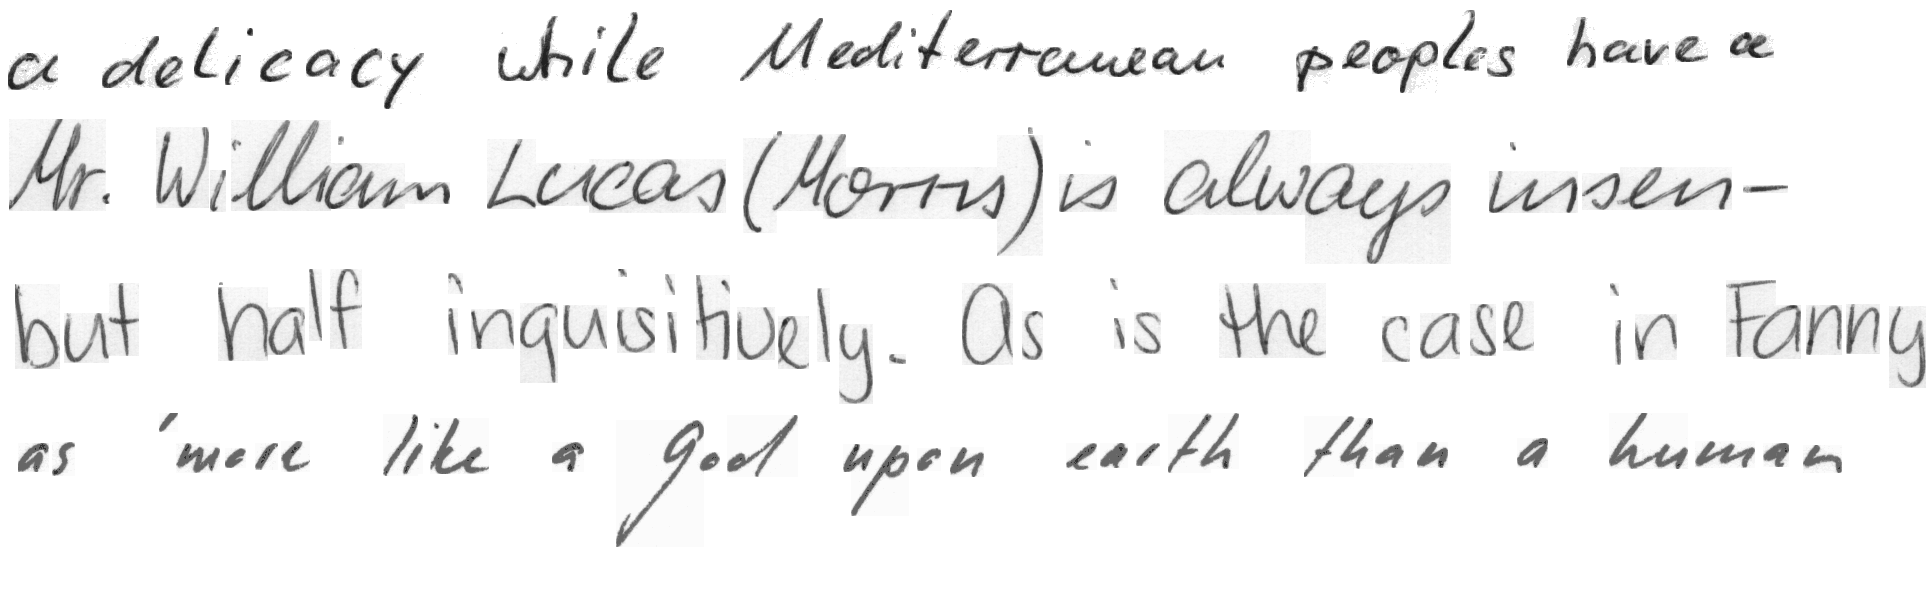 a delicacy while Mediterranean peoples have a
Mr. William Lucas (Morris) is always insen-
but half inquisitively. As is the case in Fanny
as 'more like a god upon earth than a human